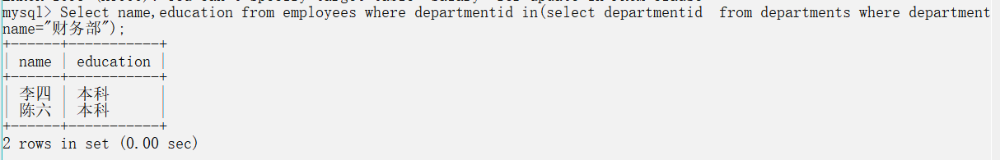 mysql> Select name,education from employees where departmentid in(select departmentid  from departments where department
name="财务部");
+------+-----------+
| name | education |
+------+-----------+
| 李四 | 本科      |
| 陈六 | 本科      |
+------+-----------+
2 rows in set (0.00 sec)